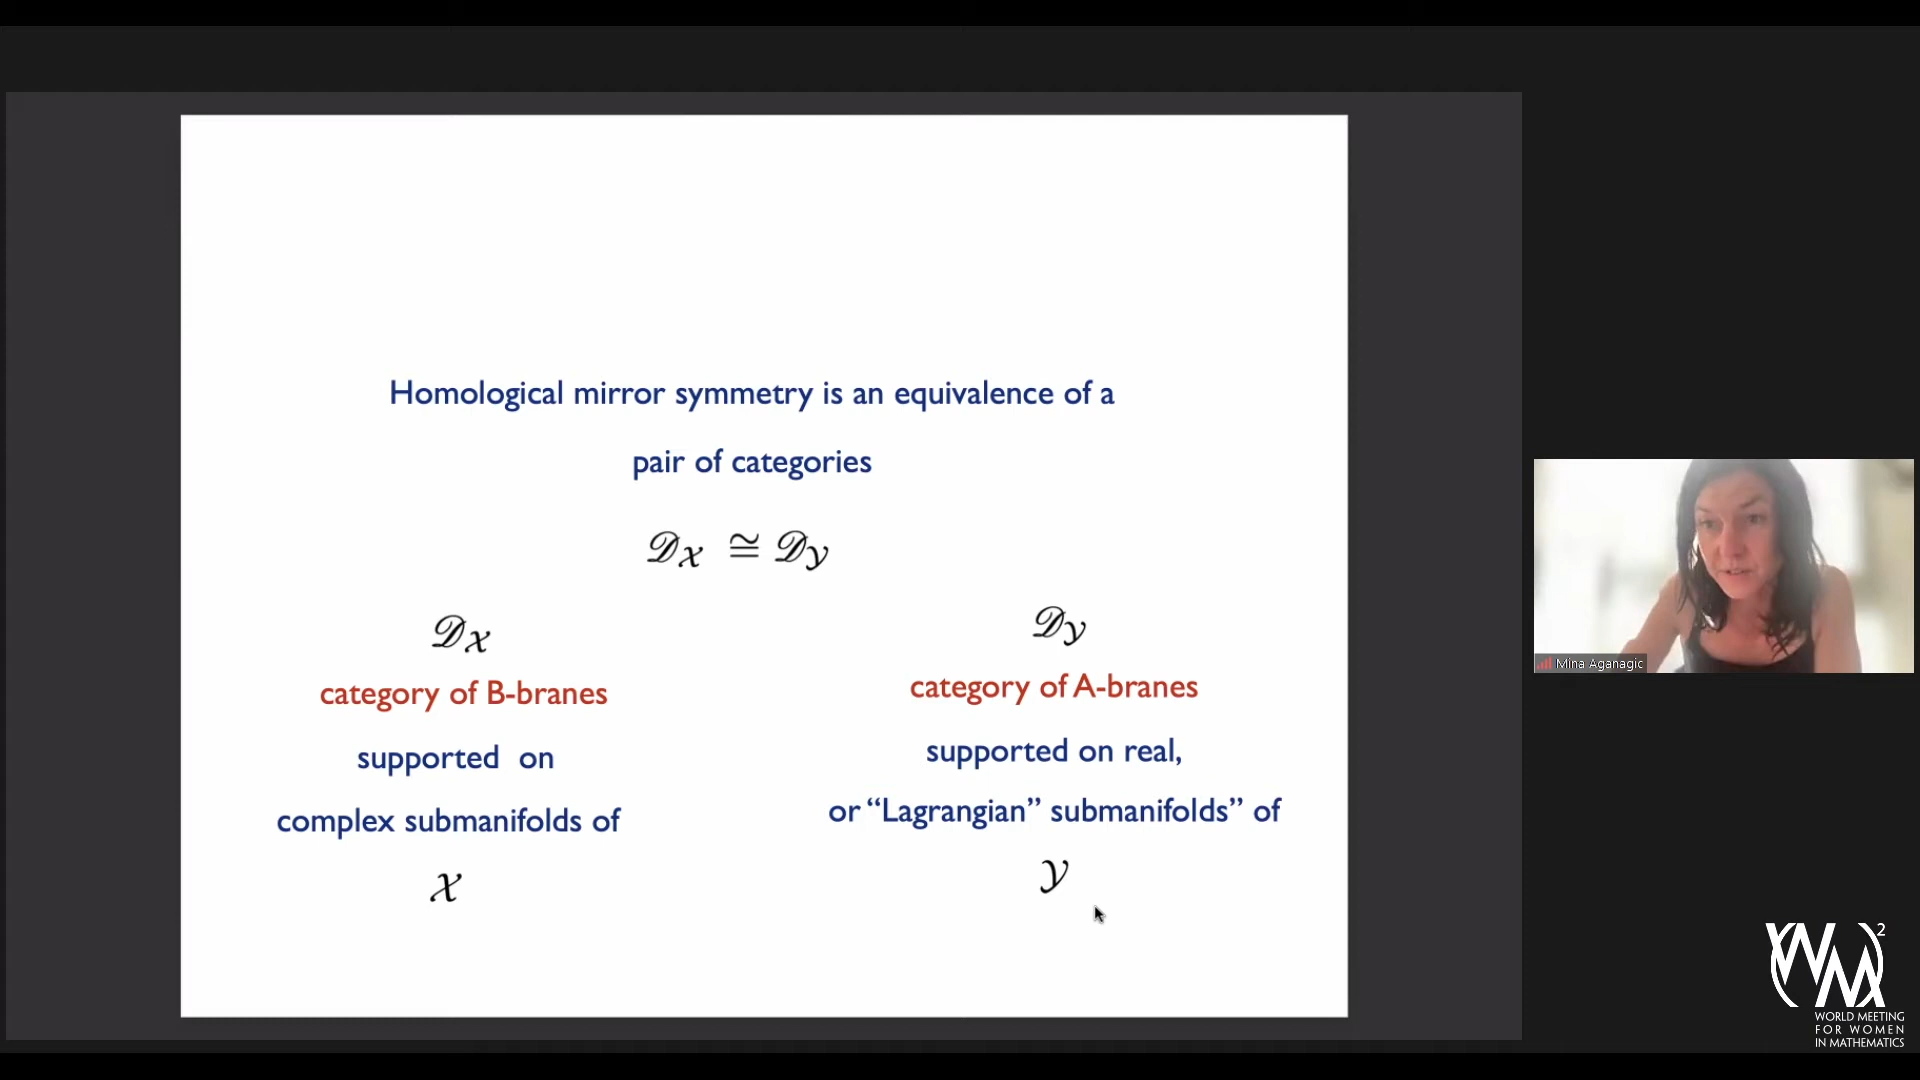 Homological mirror symmetry is an equivalence of a
pair of categories
𝒟𝒳 ≅ 𝒟𝒴
𝒟𝒳
category of B-branes
supported on
complex submanifolds of
𝒳
𝒟𝒴
category of A-branes
supported on real,
or “Lagrangian” submanifolds” of
𝒴
Mina Aganagic
(WM)²
WORLD MEETING
FOR WOMEN
IN MATHEMATICS